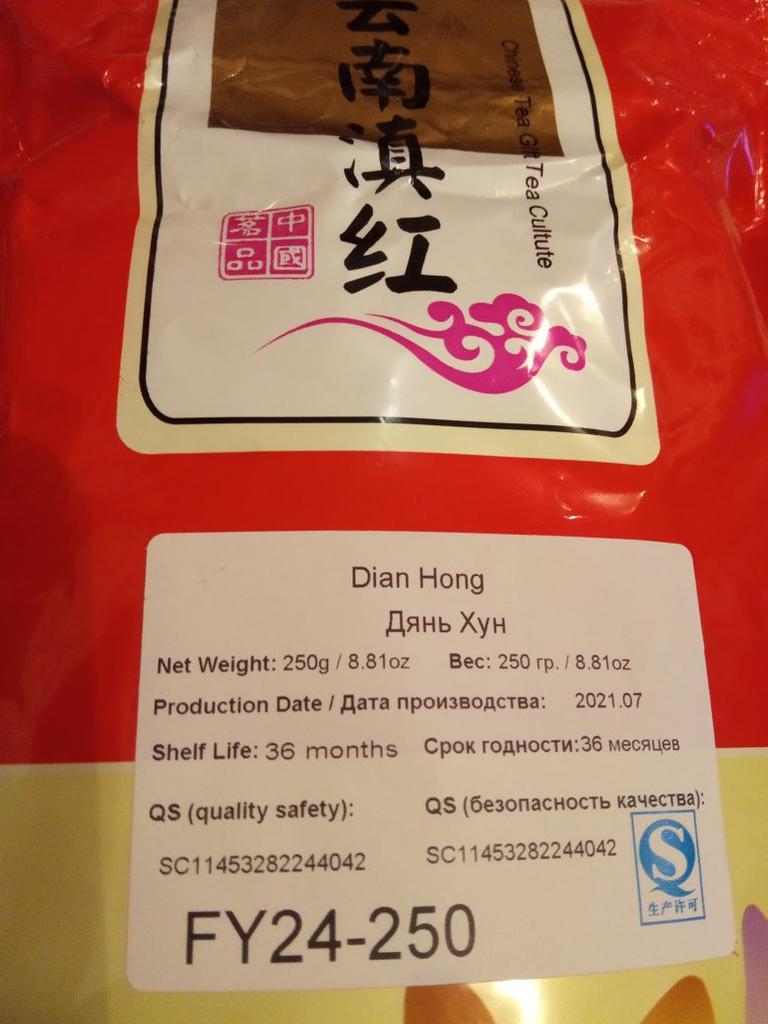 云南滇红
Chinese Tea Gift Tea Cultute
中國
茗品
Dian Hong
Дянь Хун
Net Weight: 250g / 8.81oz Вес: 250 гр. / 8.81oz
Production Date / Дата производства: 2021.07
Shelf Life: 36 months Срок годности:36 месяцев
QS (quality safety): QS (безопасность качества):
SC11453282244042 SC11453282244042
生产许可
FY24-250